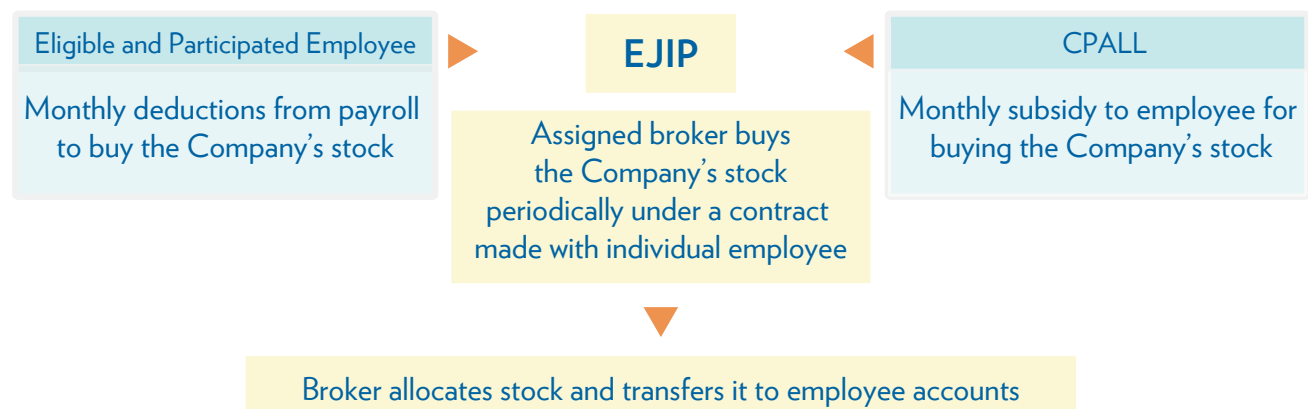 Eligible and Participated Employee
Monthly deductions from payroll
to buy the Company's stock
EJIP
Assigned broker buys
the Company's stock
periodically under a contract
made with individual employee
CPALL
Monthly subsidy to employee for
buying the Company's stock
Broker allocates stock and transfers it to employee accounts